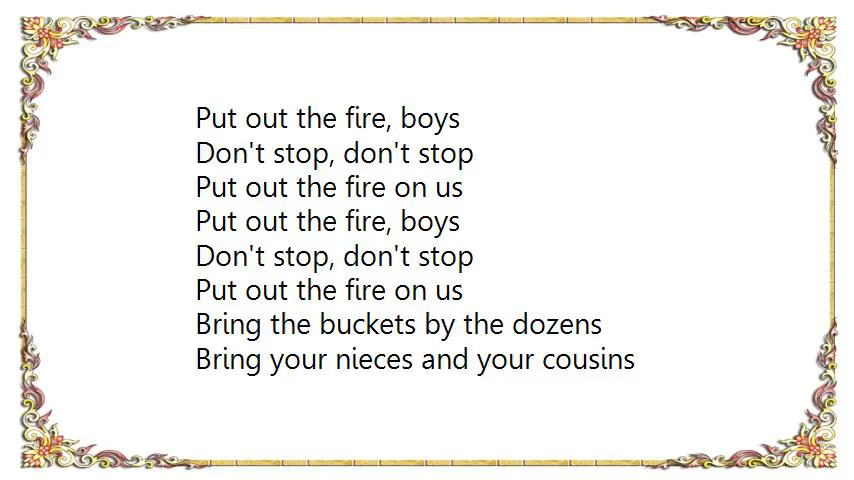 Put out the fire, boys
Don't stop, don't stop
Put out the fire on us
Put out the fire, boys
Don't stop, don't stop
Put out the fire on us
Bring the buckets by the dozens
Bring your nieces and your cousins